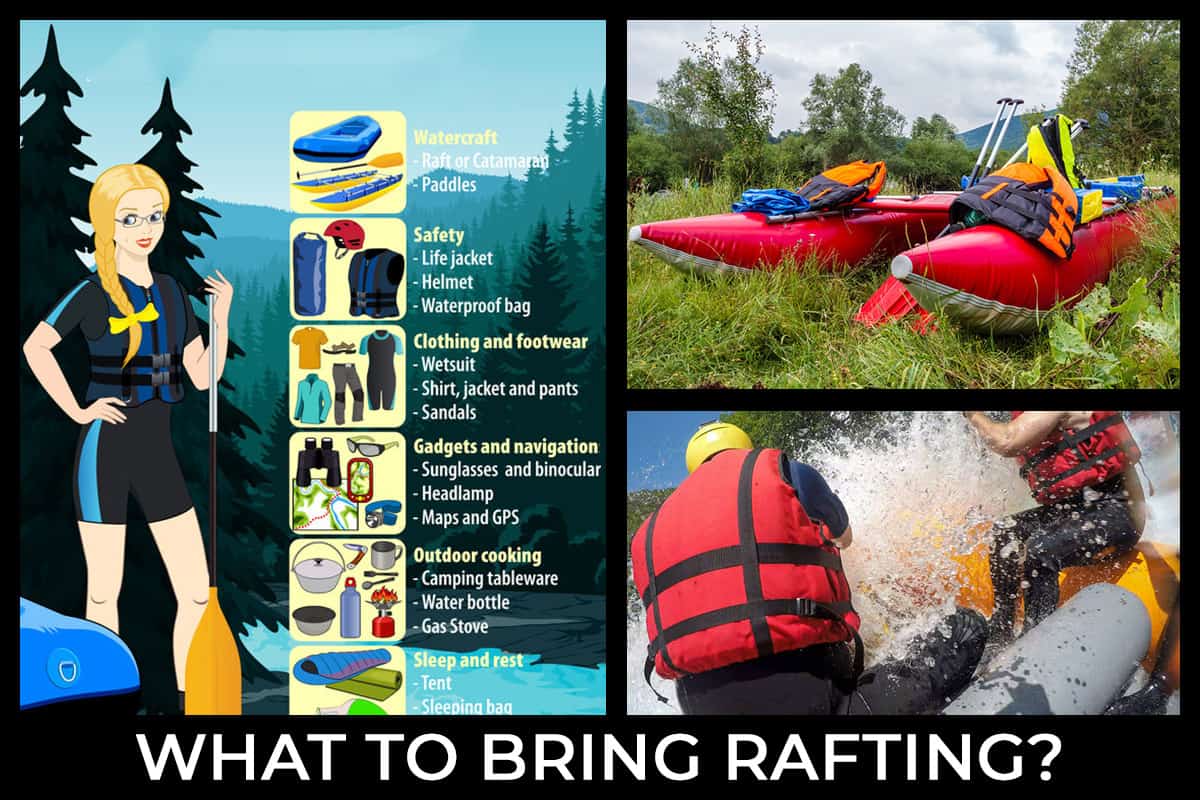 Watercraft
- Raft or Catamaran
- Paddles
Safety
- Life jacket
- Helmet
- Waterproof bag
Clothing and footwear
- Wetsuit
- Shirt, jacket and pants
- Sandals
Gadgets and navigation
- Sunglasses and binocular
- Headlamp
- Maps and GPS
Outdoor cooking
- Camping tableware
- Water bottle
- Gas Stove
Sleep and rest
- Tent
- Sleeping bag
WHAT TO BRING RAFTING?